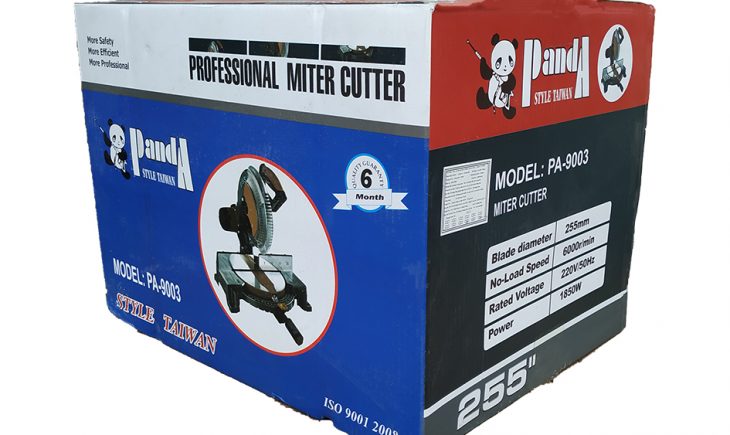 More Safety
More Efficient
More Professional
PROFESSIONAL MITER CUTTER
PandA
STYLE TAIWAN
QUALITY GUARANTY
6
Month
MODEL: PA-9003
STYLE TAIWAN
ISO 9001 2008
PandA
STYLE TAIWAN
MODEL: PA-9003
MITER CUTTER
Blade diameter 255mm
No-Load Speed 6000r/min
Rated Voltage 220V/50Hz
Power 1850W
255"